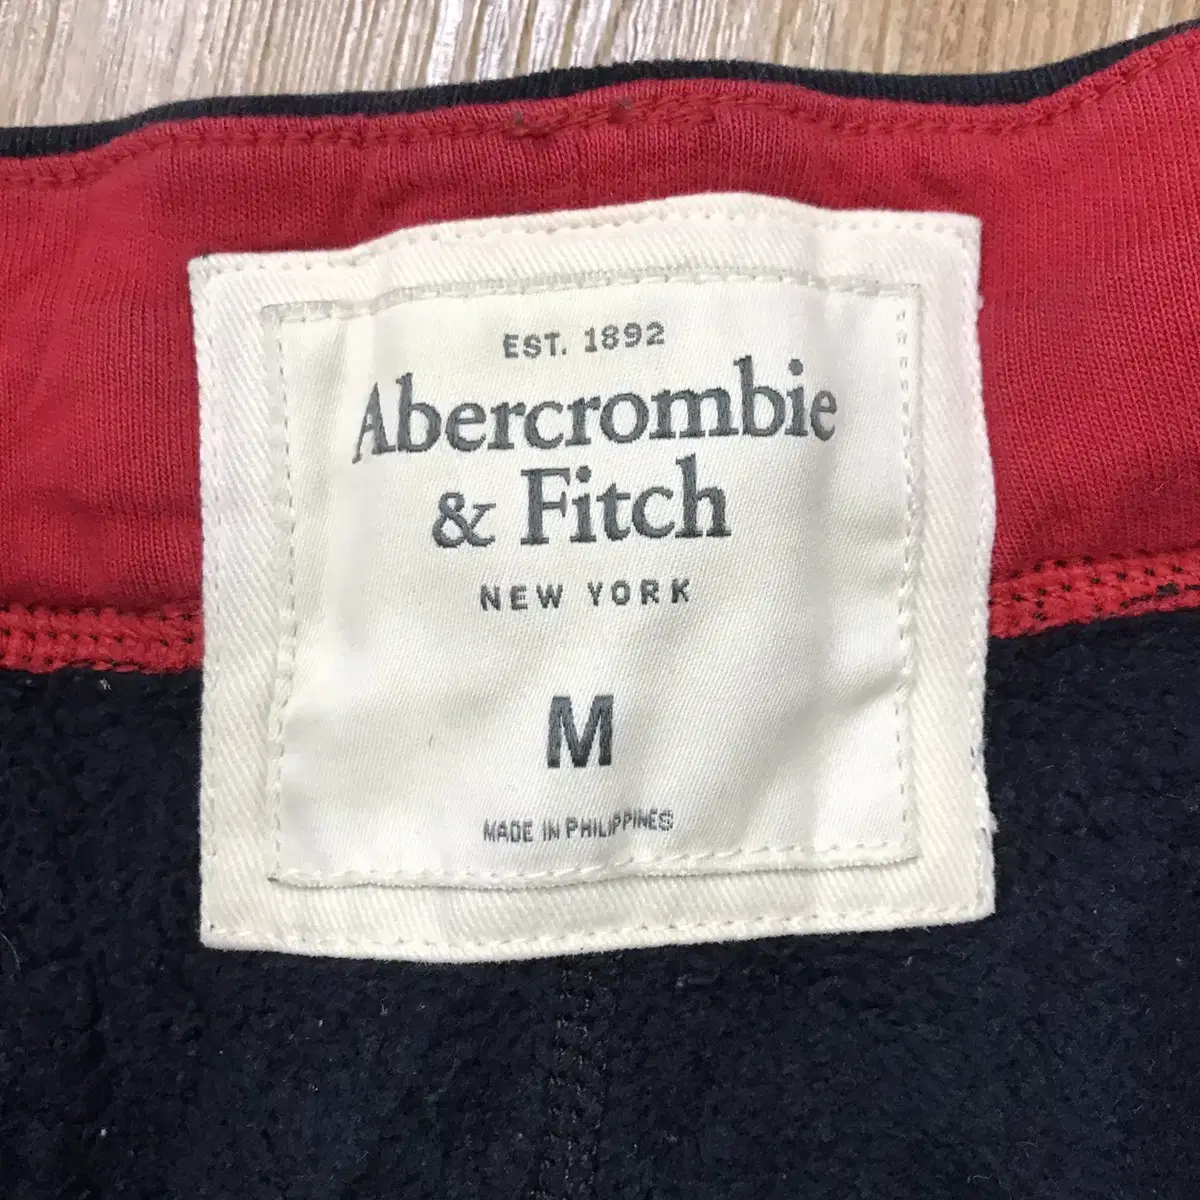 EST. 1892
Abercrombie
& Fitch
NEW YORK
M
MADE IN PHILIPPINES